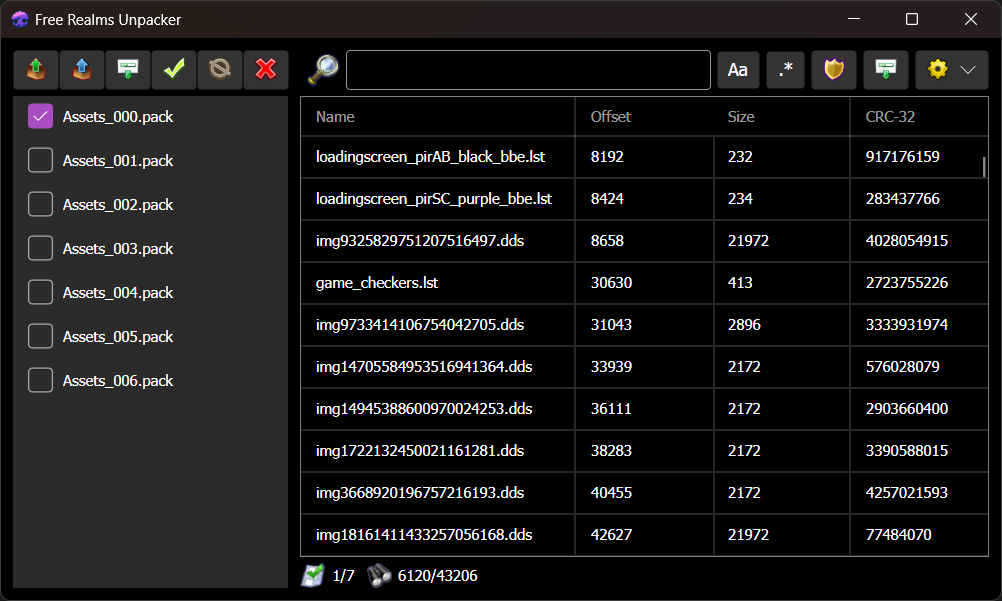 Free Realms Unpacker
Aa
.*
Assets_000.pack
Assets_001.pack
Assets_002.pack
Assets_003.pack
Assets_004.pack
Assets_005.pack
Assets_006.pack
Name Offset Size CRC-32
loadingscreen_pirAB_black_bbe.lst 8192 232 917176159
loadingscreen_pirSC_purple_bbe.lst 8424 234 283437766
img9325829751207516497.dds 8658 21972 4028054915
game_checkers.lst 30630 413 2723755226
img9733414106754042705.dds 31043 2896 3333931974
img14705584953516941364.dds 33939 2172 576028079
img14945388600970024253.dds 36111 2172 2903660400
img1722132450021161281.dds 38283 2172 3390588015
img3668920196757216193.dds 40455 2172 4257021593
img18161411433257056168.dds 42627 21972 77484070
1/7 6120/43206